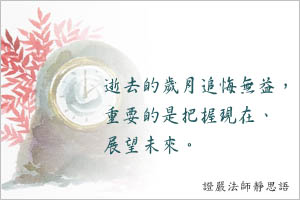 逝去的歲月追悔無益，
重要的是把握現在、
展望未來。
證嚴法師靜思語